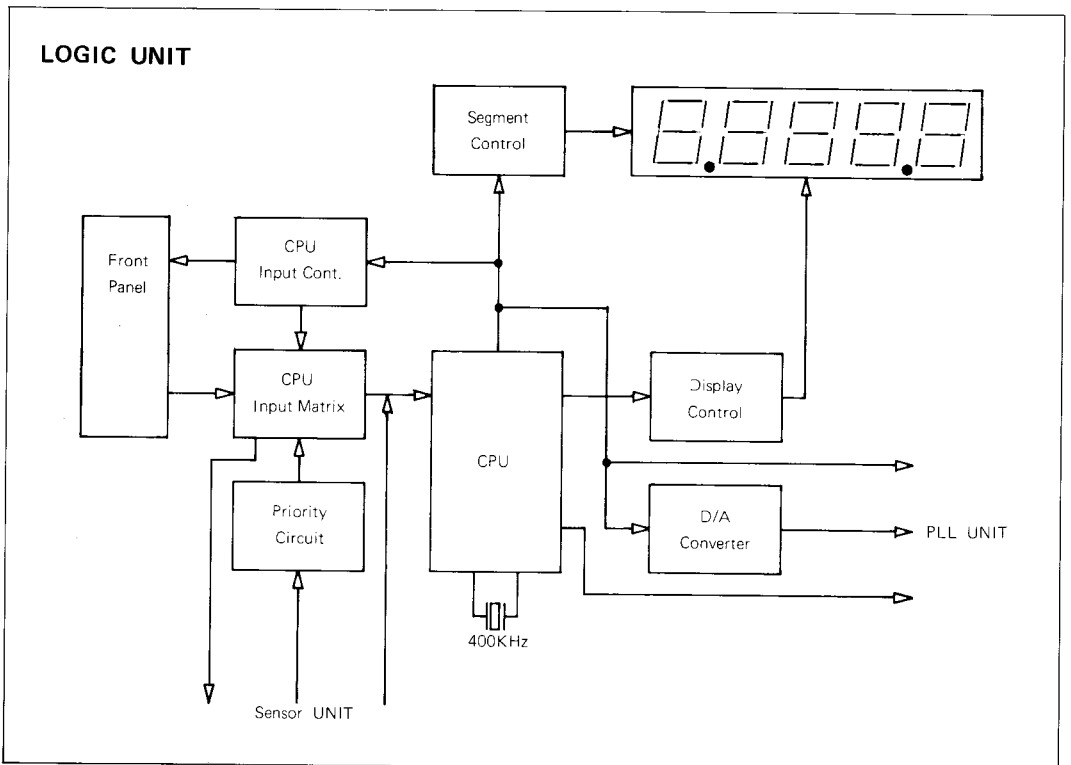 LOGIC UNIT
Segment
Control
Front
Panel
CPU
Input Cont.
CPU
Input Matrix
CPU
Display
Control
Priority
Circuit
D/A
Converter
PLL UNIT
400KHz
Sensor UNIT